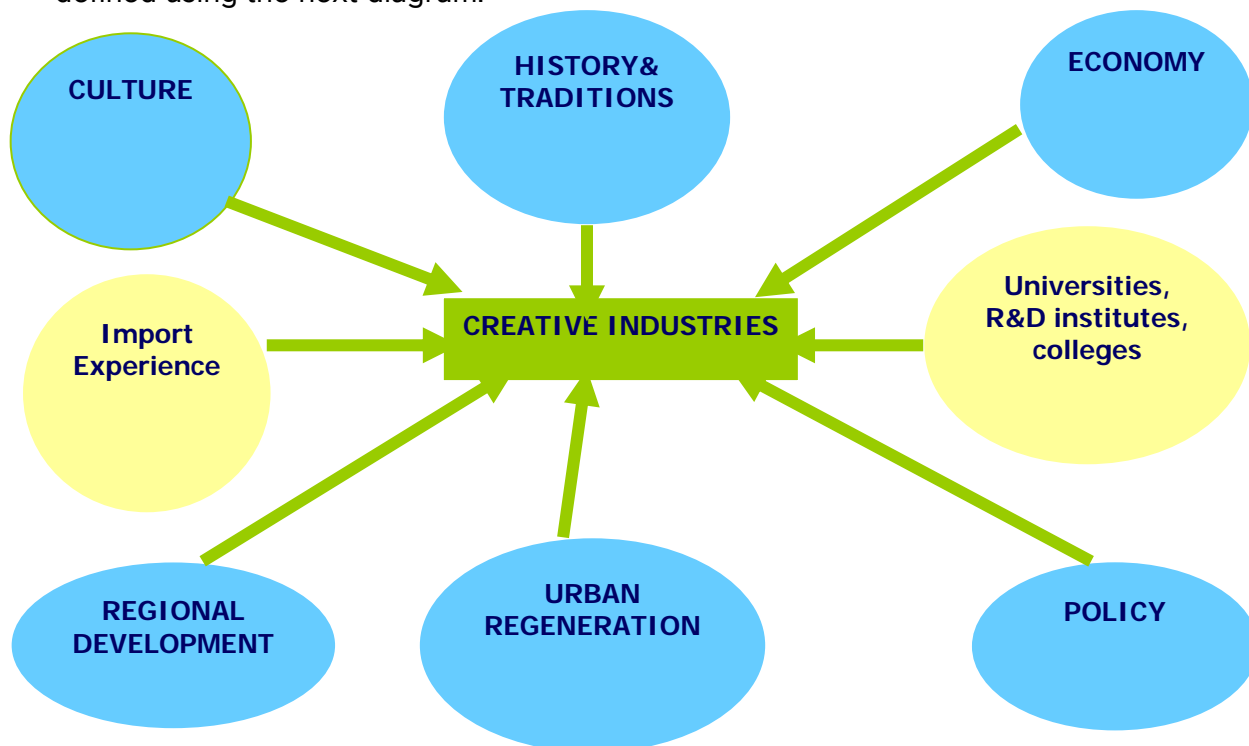 defined using the next diagram.
CULTURE
HISTORY&
TRADITIONS
ECONOMY
Import
Experience
CREATIVE INDUSTRIES
Universities,
R&D institutes,
colleges
REGIONAL
DEVELOPMENT
URBAN
REGENERATION
POLICY